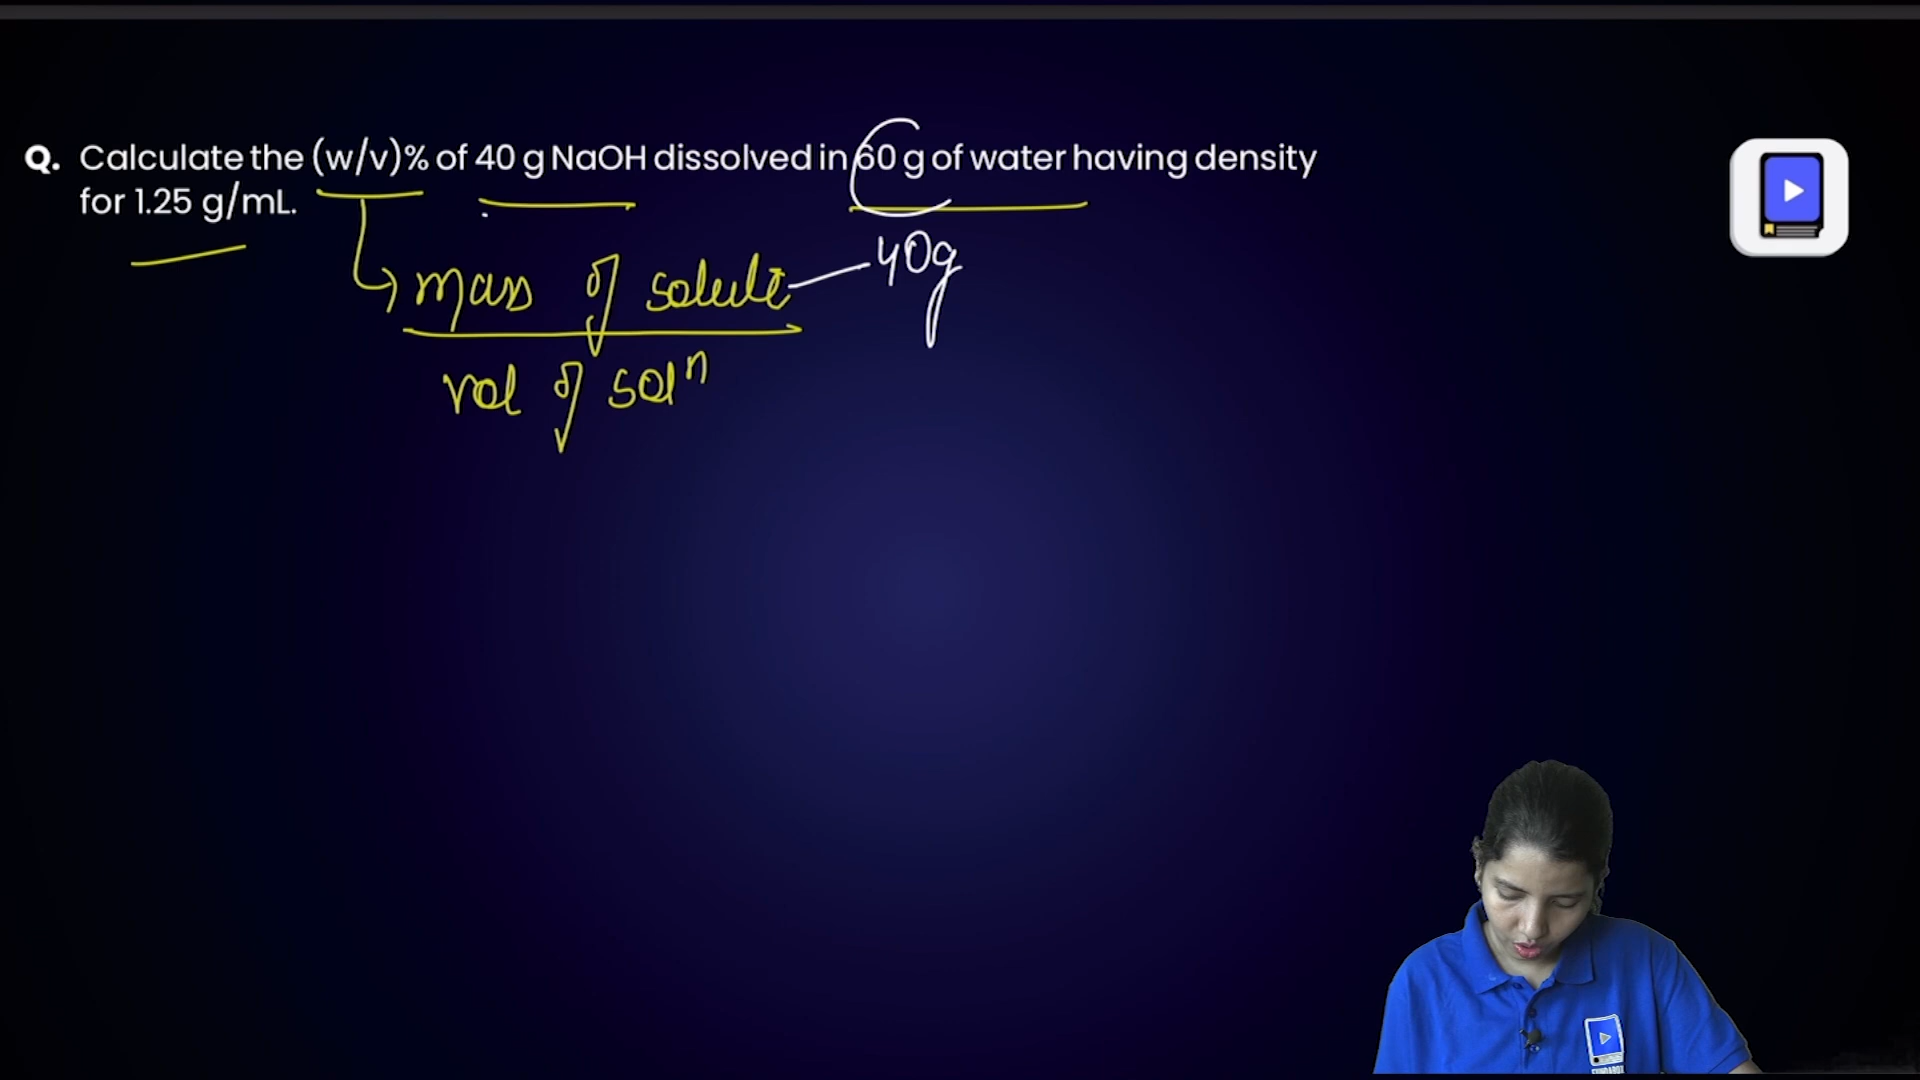 Q. Calculate the (w/v)% of 40 g NaOH dissolved in 60 g of water having density
for 1.25 g/mL.
mass of solute — 40g
vol of solⁿ